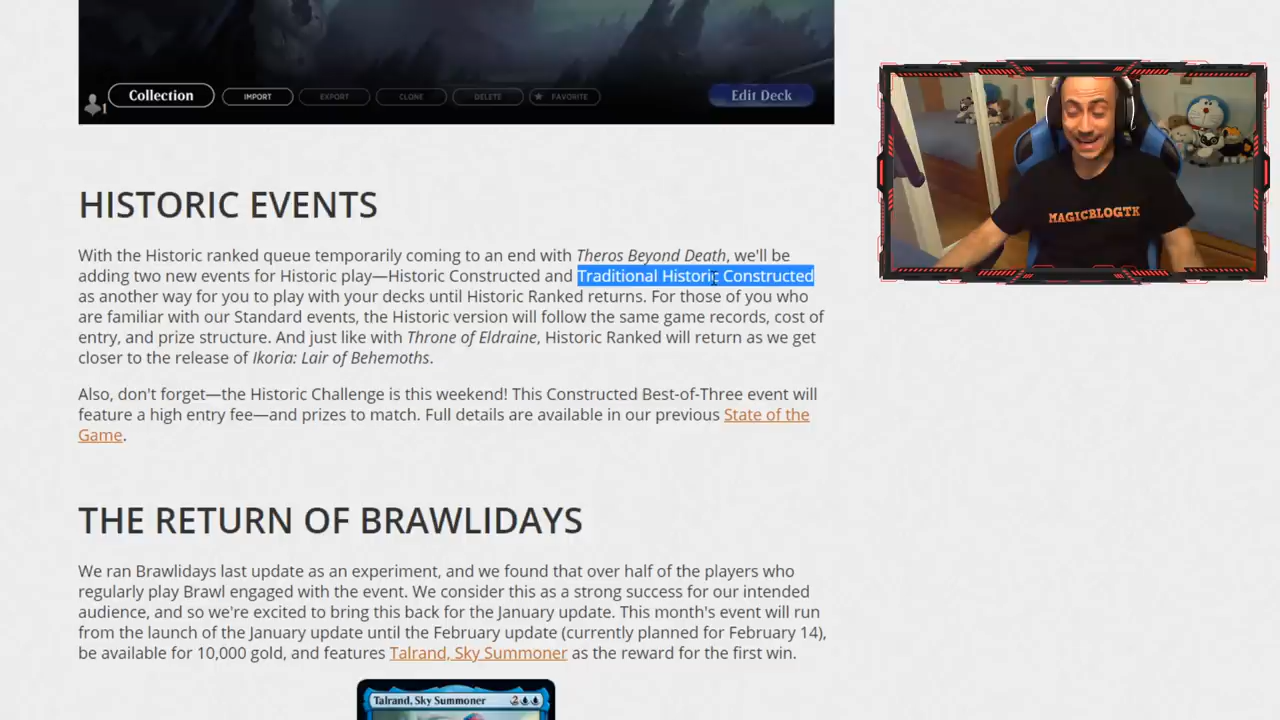 Collection
IMPORT
EXPORT
CLONE
DELETE
FAVORITE
Edit Deck
1
MAGICBLOGTK
HISTORIC EVENTS
With the Historic ranked queue temporarily coming to an end with Theros Beyond Death, we'll be
adding two new events for Historic play—Historic Constructed and Traditional Historic Constructed
as another way for you to play with your decks until Historic Ranked returns. For those of you who
are familiar with our Standard events, the Historic version will follow the same game records, cost of
entry, and prize structure. And just like with Throne of Eldraine, Historic Ranked will return as we get
closer to the release of Ikoria: Lair of Behemoths.
Also, don't forget—the Historic Challenge is this weekend! This Constructed Best-of-Three event will
feature a high entry fee—and prizes to match. Full details are available in our previous State of the
Game.
THE RETURN OF BRAWLIDAYS
We ran Brawlidays last update as an experiment, and we found that over half of the players who
regularly play Brawl engaged with the event. We consider this as a strong success for our intended
audience, and so we're excited to bring this back for the January update. This month's event will run
from the launch of the January update until the February update (currently planned for February 14),
be available for 10,000 gold, and features Talrand, Sky Summoner as the reward for the first win.
Talrand, Sky Summoner 2